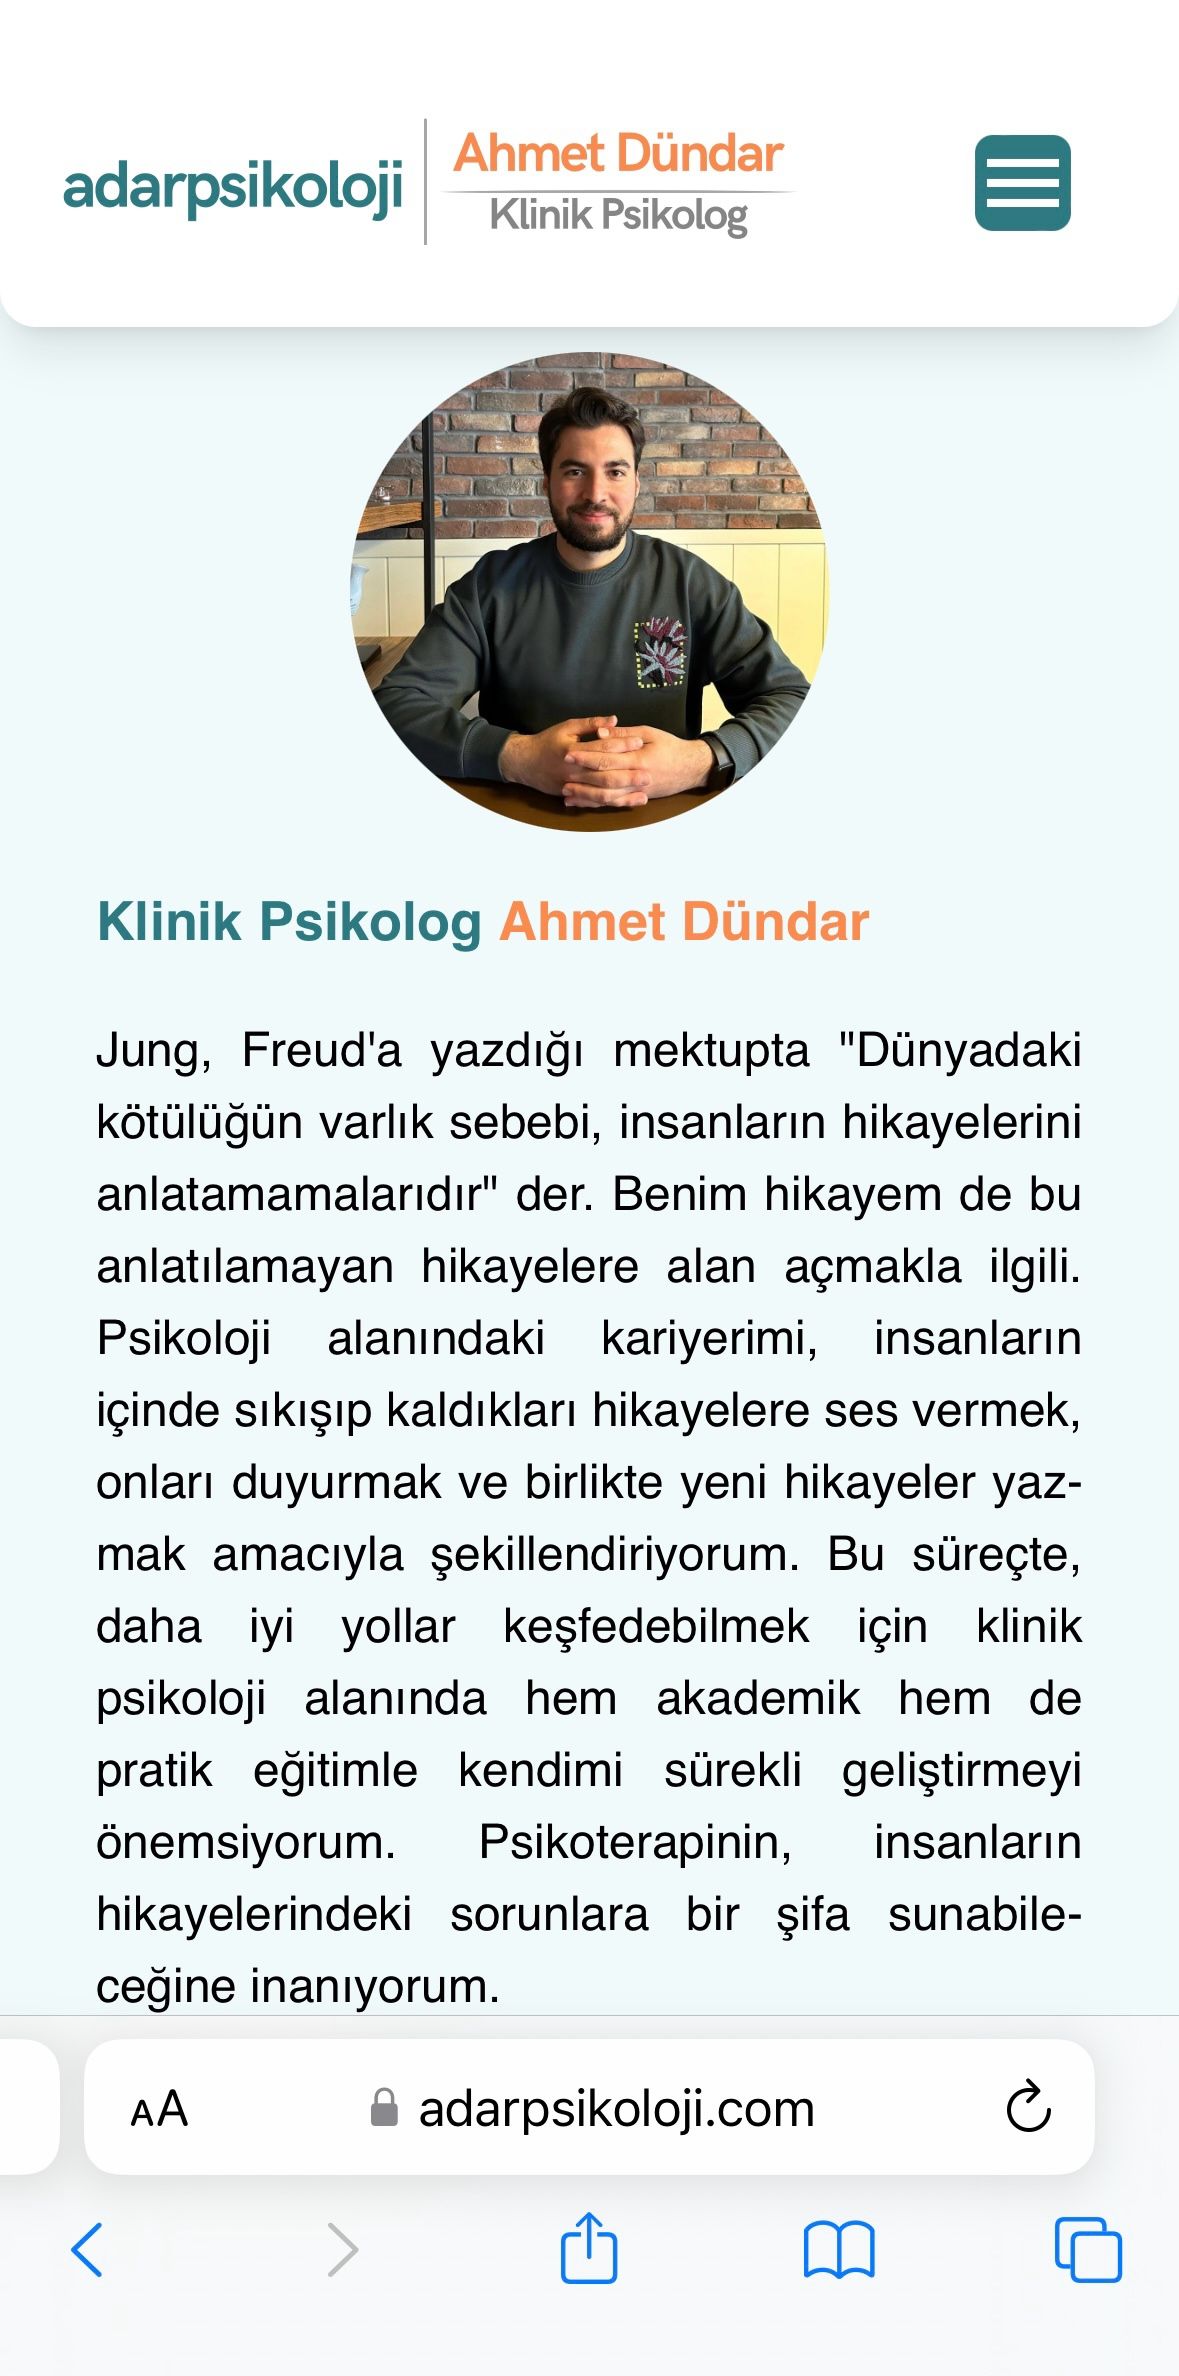 adarpsikoloji
Ahmet Dündar
Klinik Psikolog
Klinik Psikolog Ahmet Dündar
Jung, Freud'a yazdığı mektupta "Dünyadaki
kötülüğün varlık sebebi, insanların hikayelerini
anlatamamalarıdır" der. Benim hikayem de bu
anlatılamayan hikayelere alan açmakla ilgili.
Psikoloji alanındaki kariyerimi, insanların
içinde sıkışıp kaldıkları hikayelere ses vermek,
onları duyurmak ve birlikte yeni hikayeler yaz-
mak amacıyla şekillendiriyorum. Bu süreçte,
daha iyi yollar keşfedebilmek için klinik
psikoloji alanında hem akademik hem de
pratik eğitimle kendimi sürekli geliştirmeyi
önemsiyorum. Psikoterapinin, insanların
hikayelerindeki sorunlara bir şifa sunabile-
ceğine inanıyorum.
AA adarpsikoloji.com